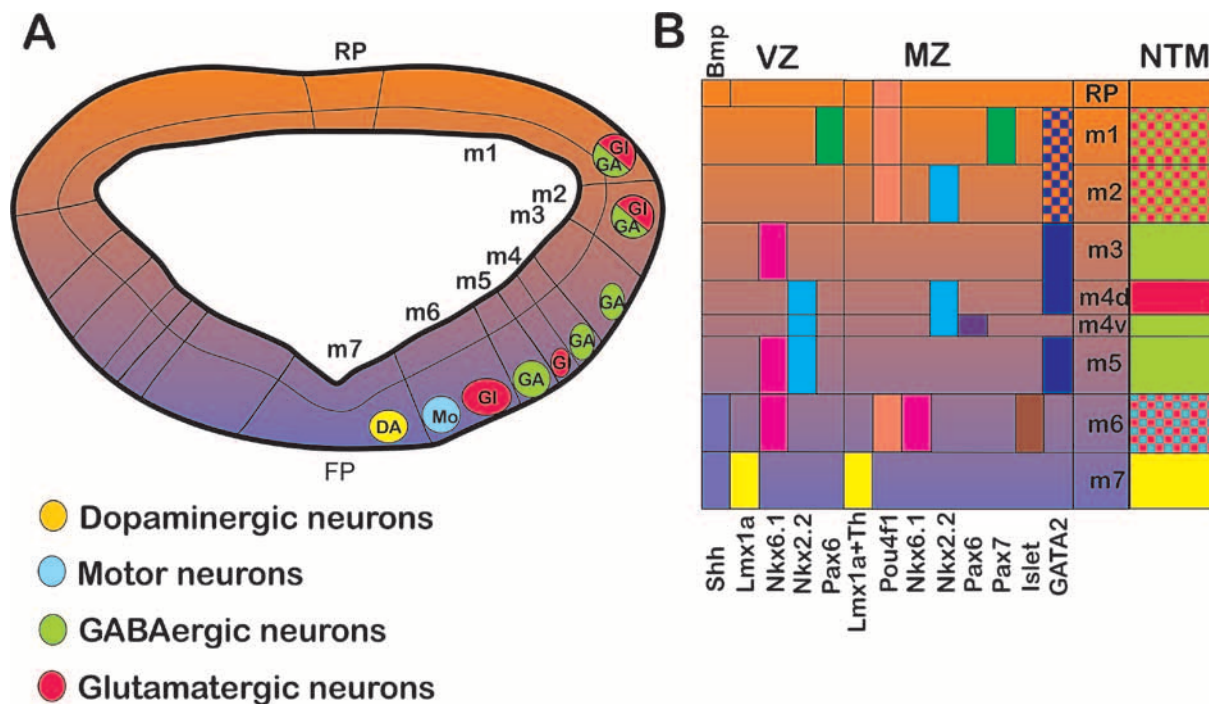 A
RP
m1
m2
m3
m4
m5
m6
m7
Gl
GA
Gl
GA
GA
GA
Gl
GA
Gl
Mo
DA
FP
Dopaminergic neurons
Motor neurons
GABAergic neurons
Glutamatergic neurons
B
Bmp
VZ
MZ
NTM
RP
m1
m2
m3
m4d
m4v
m5
m6
m7
Shh
Lmx1a
Nkx6.1
Nkx2.2
Pax6
Lmx1a+Th
Pou4f1
Nkx6.1
Nkx2.2
Pax6
Pax7
Islet
GATA2